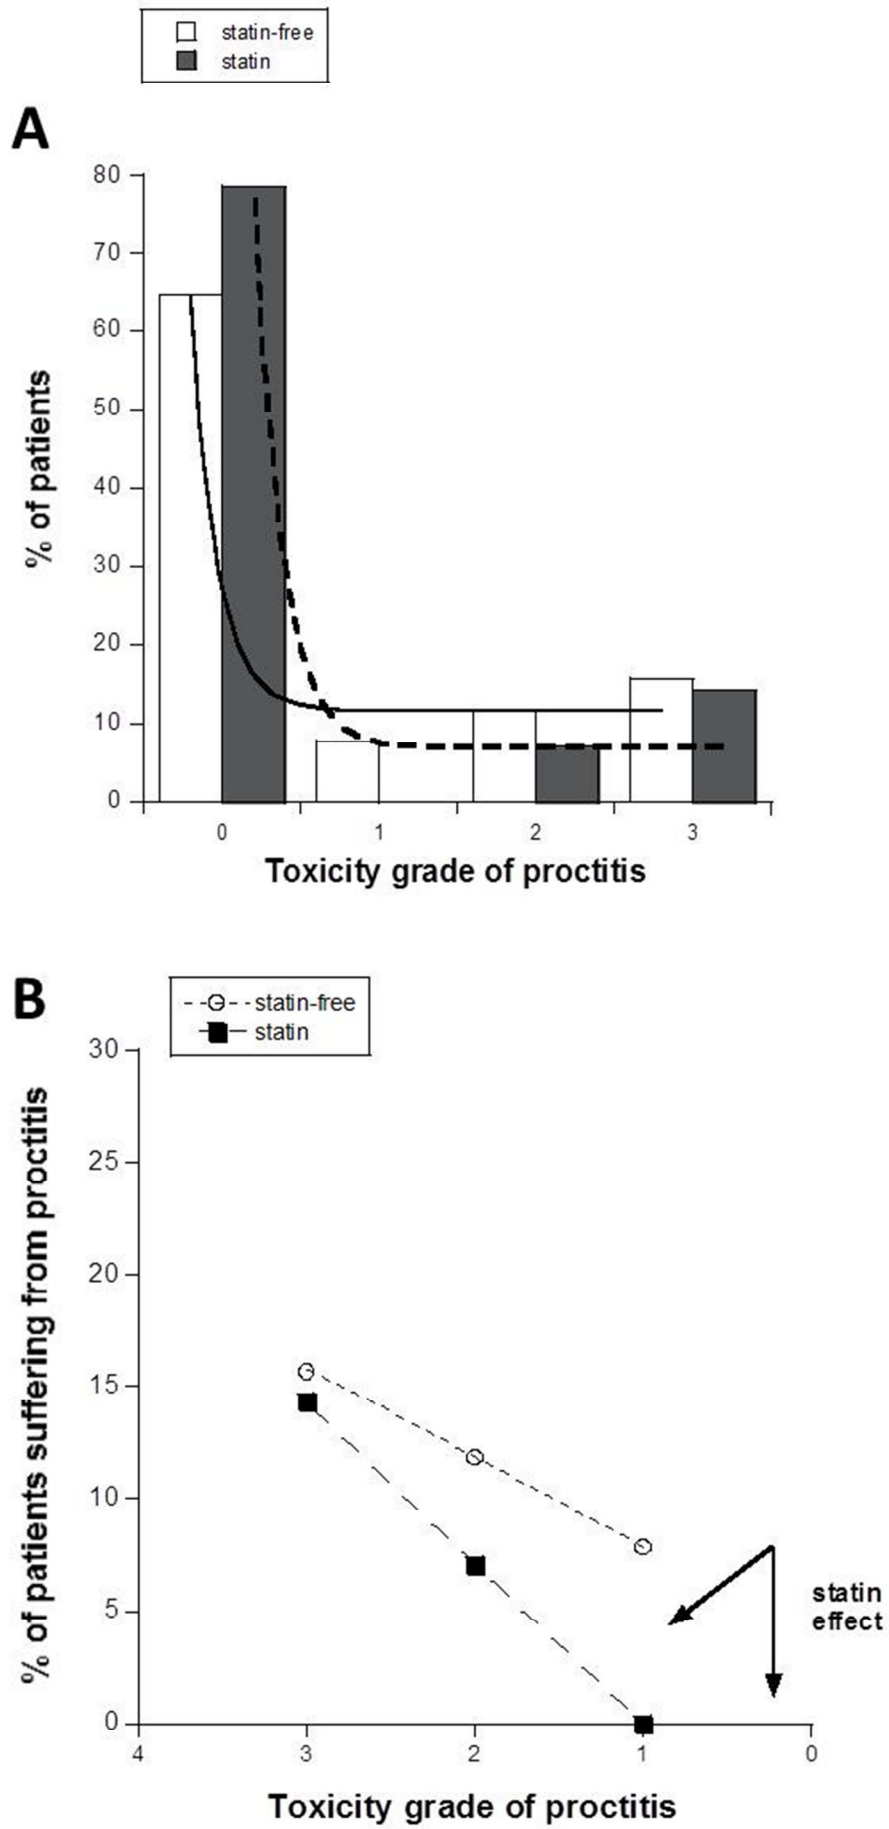 statin-free
statin
A
80
70
60
50
40
30
20
10
0
% of patients
0 1 2 3
Toxicity grade of proctitis
B
statin-free
statin
30
25
20
15
10
5
0
% of patients suffering from proctitis
statin
effect
4 3 2 1 0
Toxicity grade of proctitis